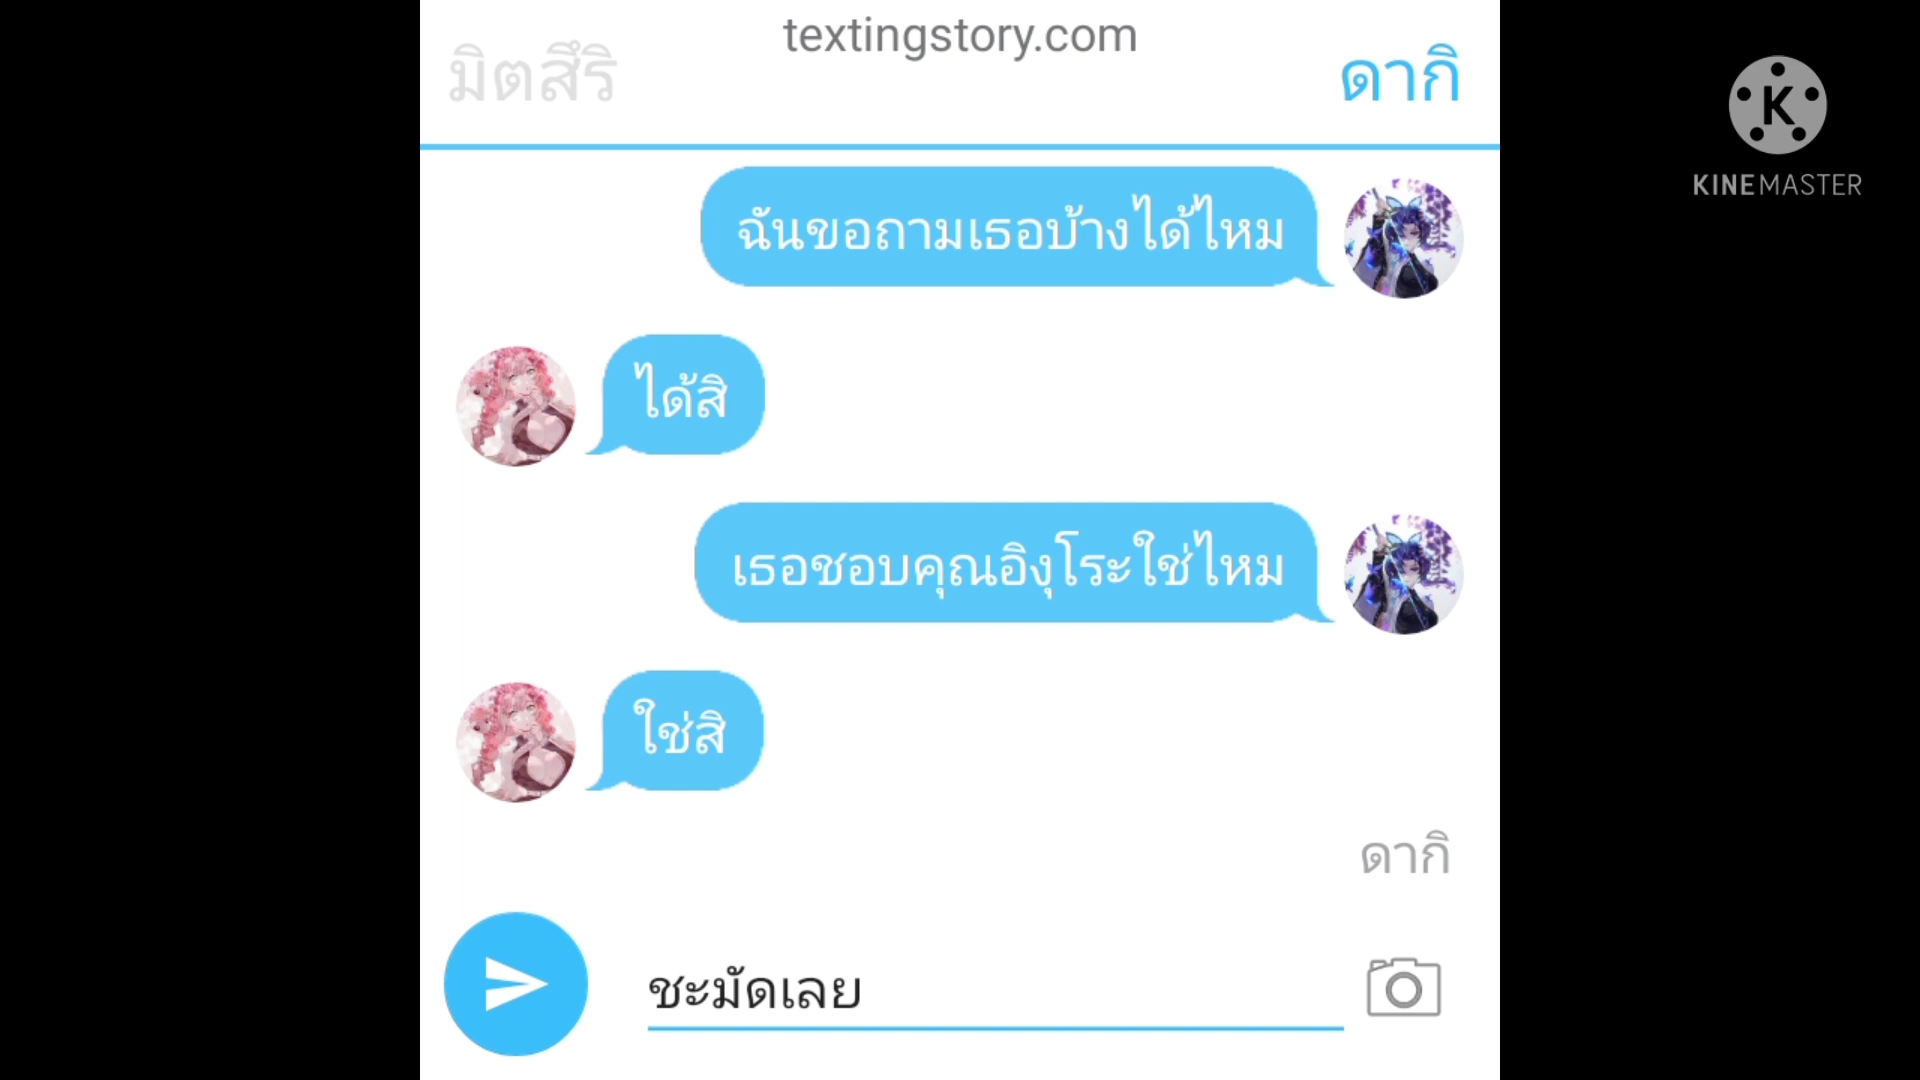 textingstory.com
มิตสึริ
ดากิ
KINEMASTER
ฉันขอถามเธอบ้างได้ไหม
ได้สิ
เธอชอบคุณอิงุโระใช่ไหม
ใช่สิ
ดากิ
ชะมัดเลย